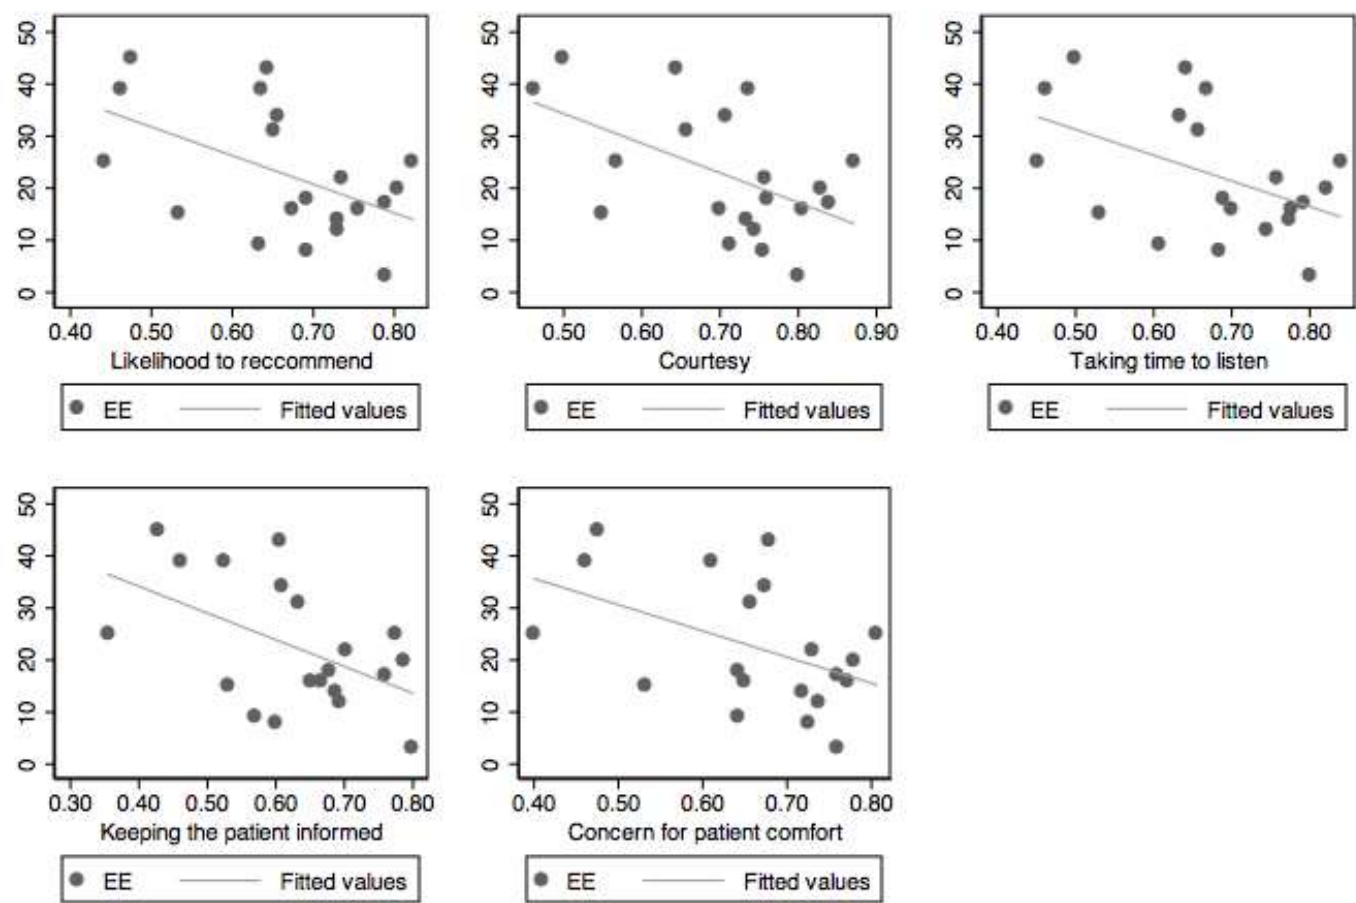 50
40
30
20
10
0
0.40 0.50 0.60 0.70 0.80
Likelihood to reccommend
EE Fitted values
50
40
30
20
10
0
0.50 0.60 0.70 0.80 0.90
Courtesy
EE Fitted values
50
40
30
20
10
0
0.40 0.50 0.60 0.70 0.80
Taking time to listen
EE Fitted values
50
40
30
20
10
0
0.30 0.40 0.50 0.60 0.70 0.80
Keeping the patient informed
EE Fitted values
50
40
30
20
10
0
0.40 0.50 0.60 0.70 0.80
Concern for patient comfort
EE Fitted values